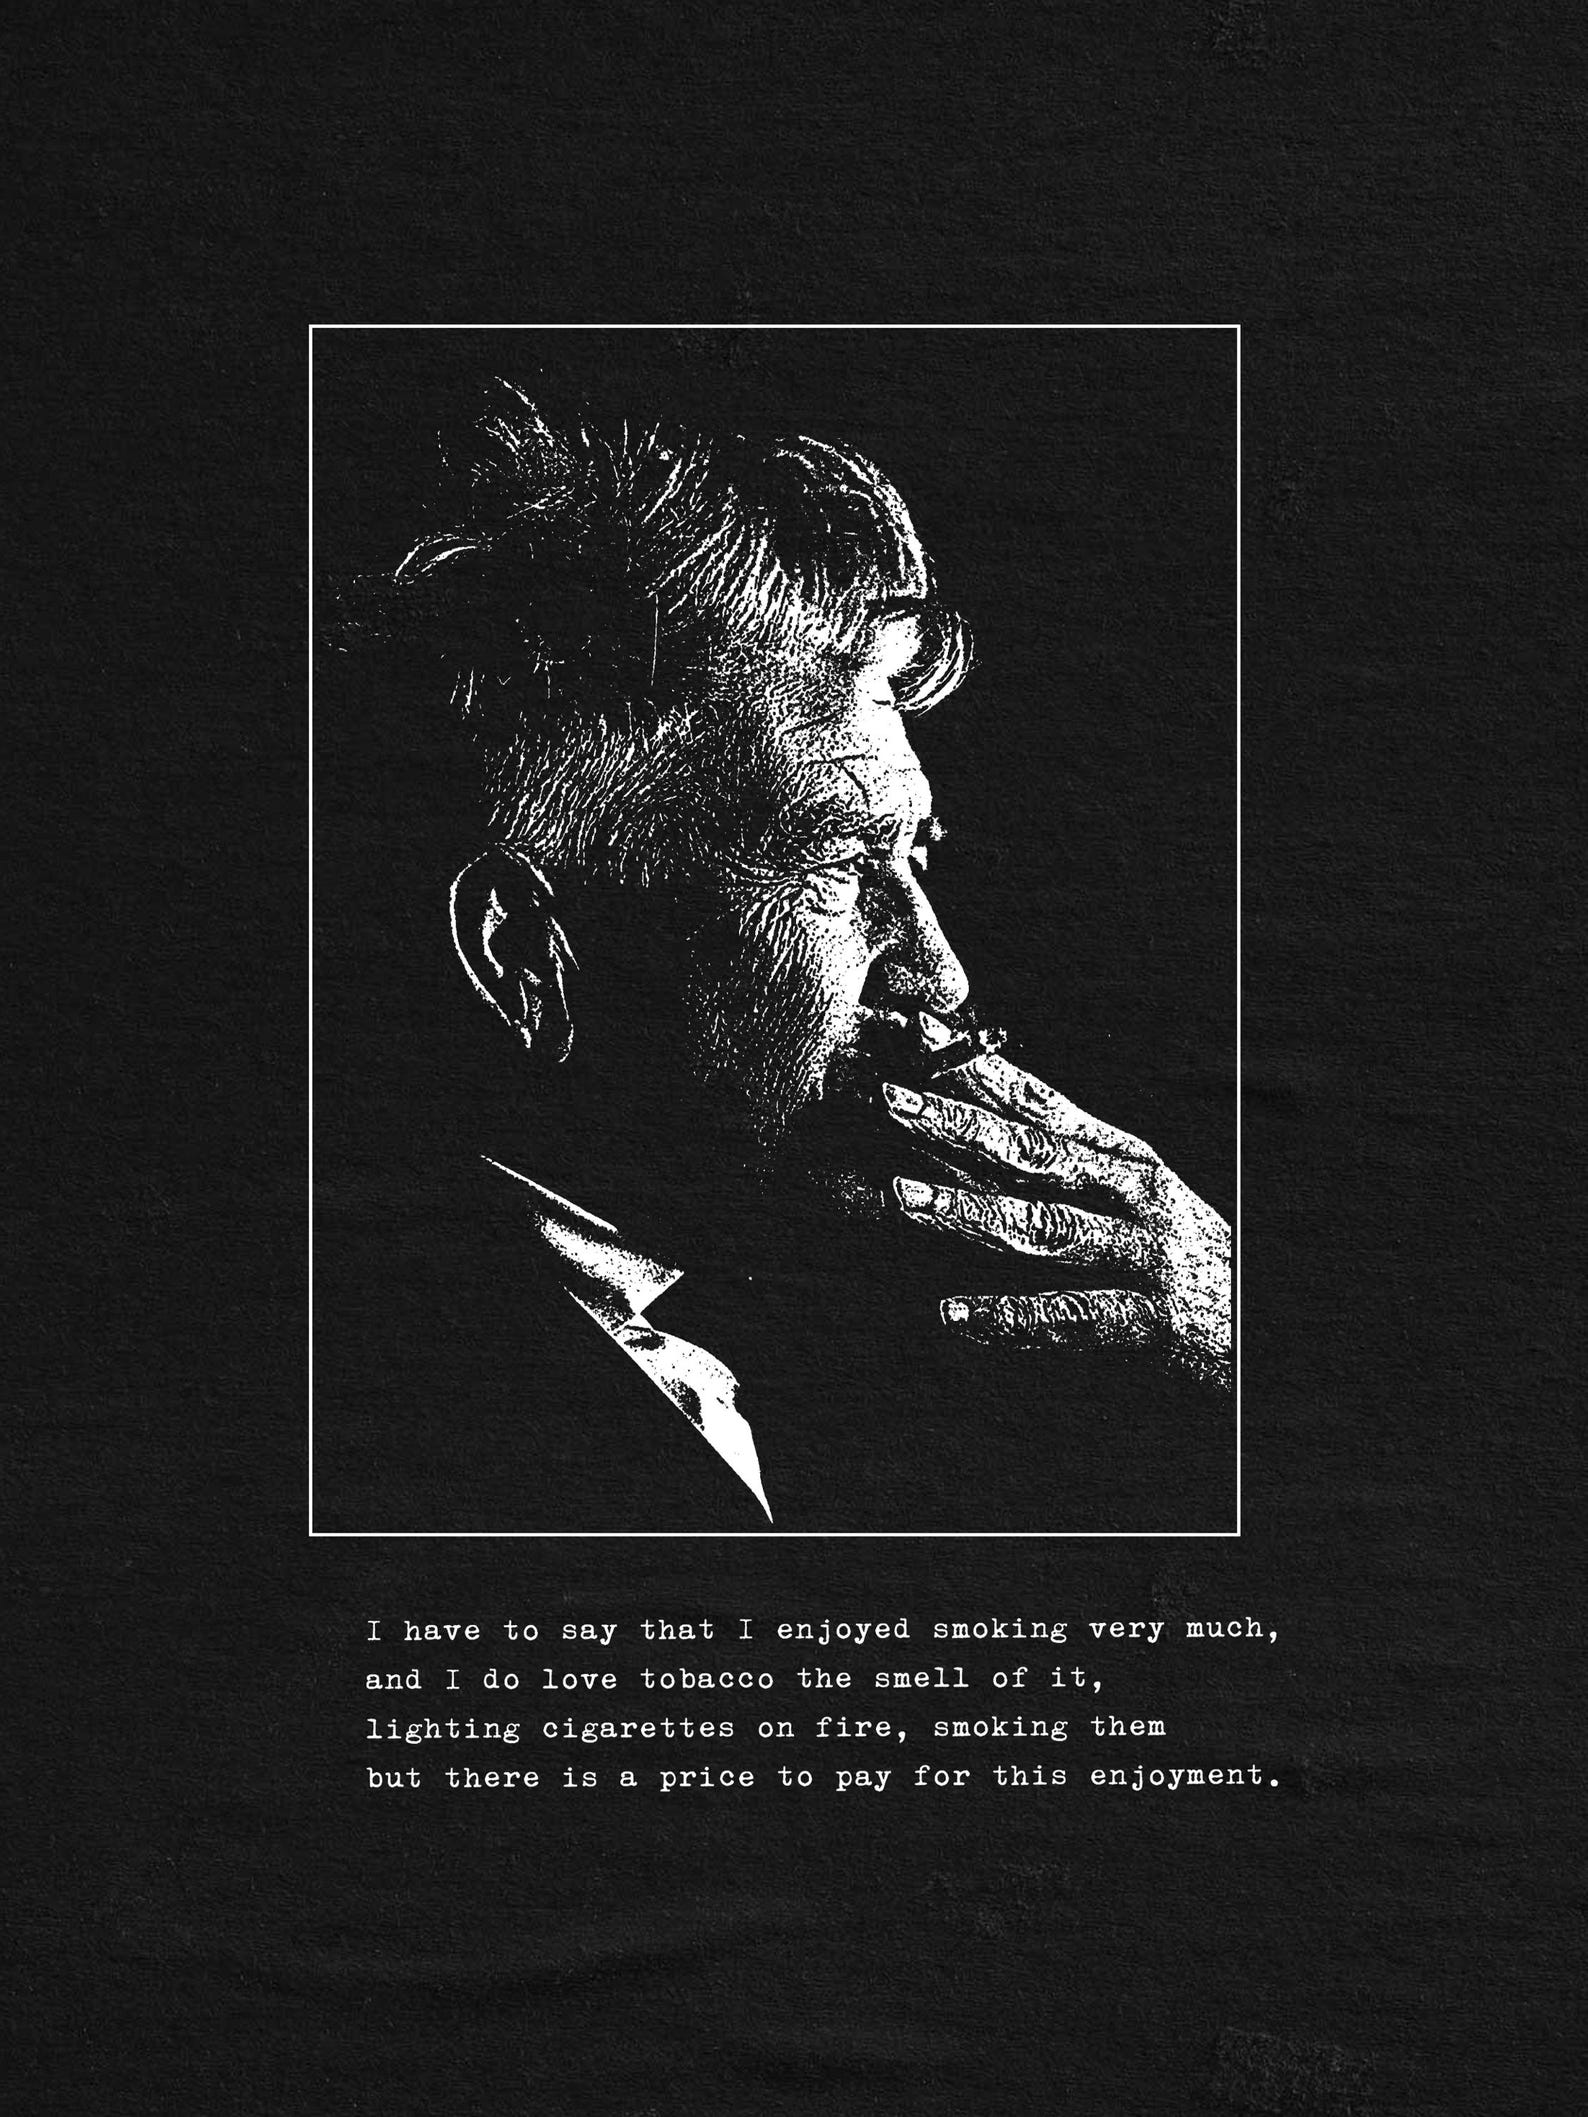 I have to say that I enjoyed smoking very much,
and I do love tobacco the smell of it,
lighting cigarettes on fire, smoking them
but there is a price to pay for this enjoyment.